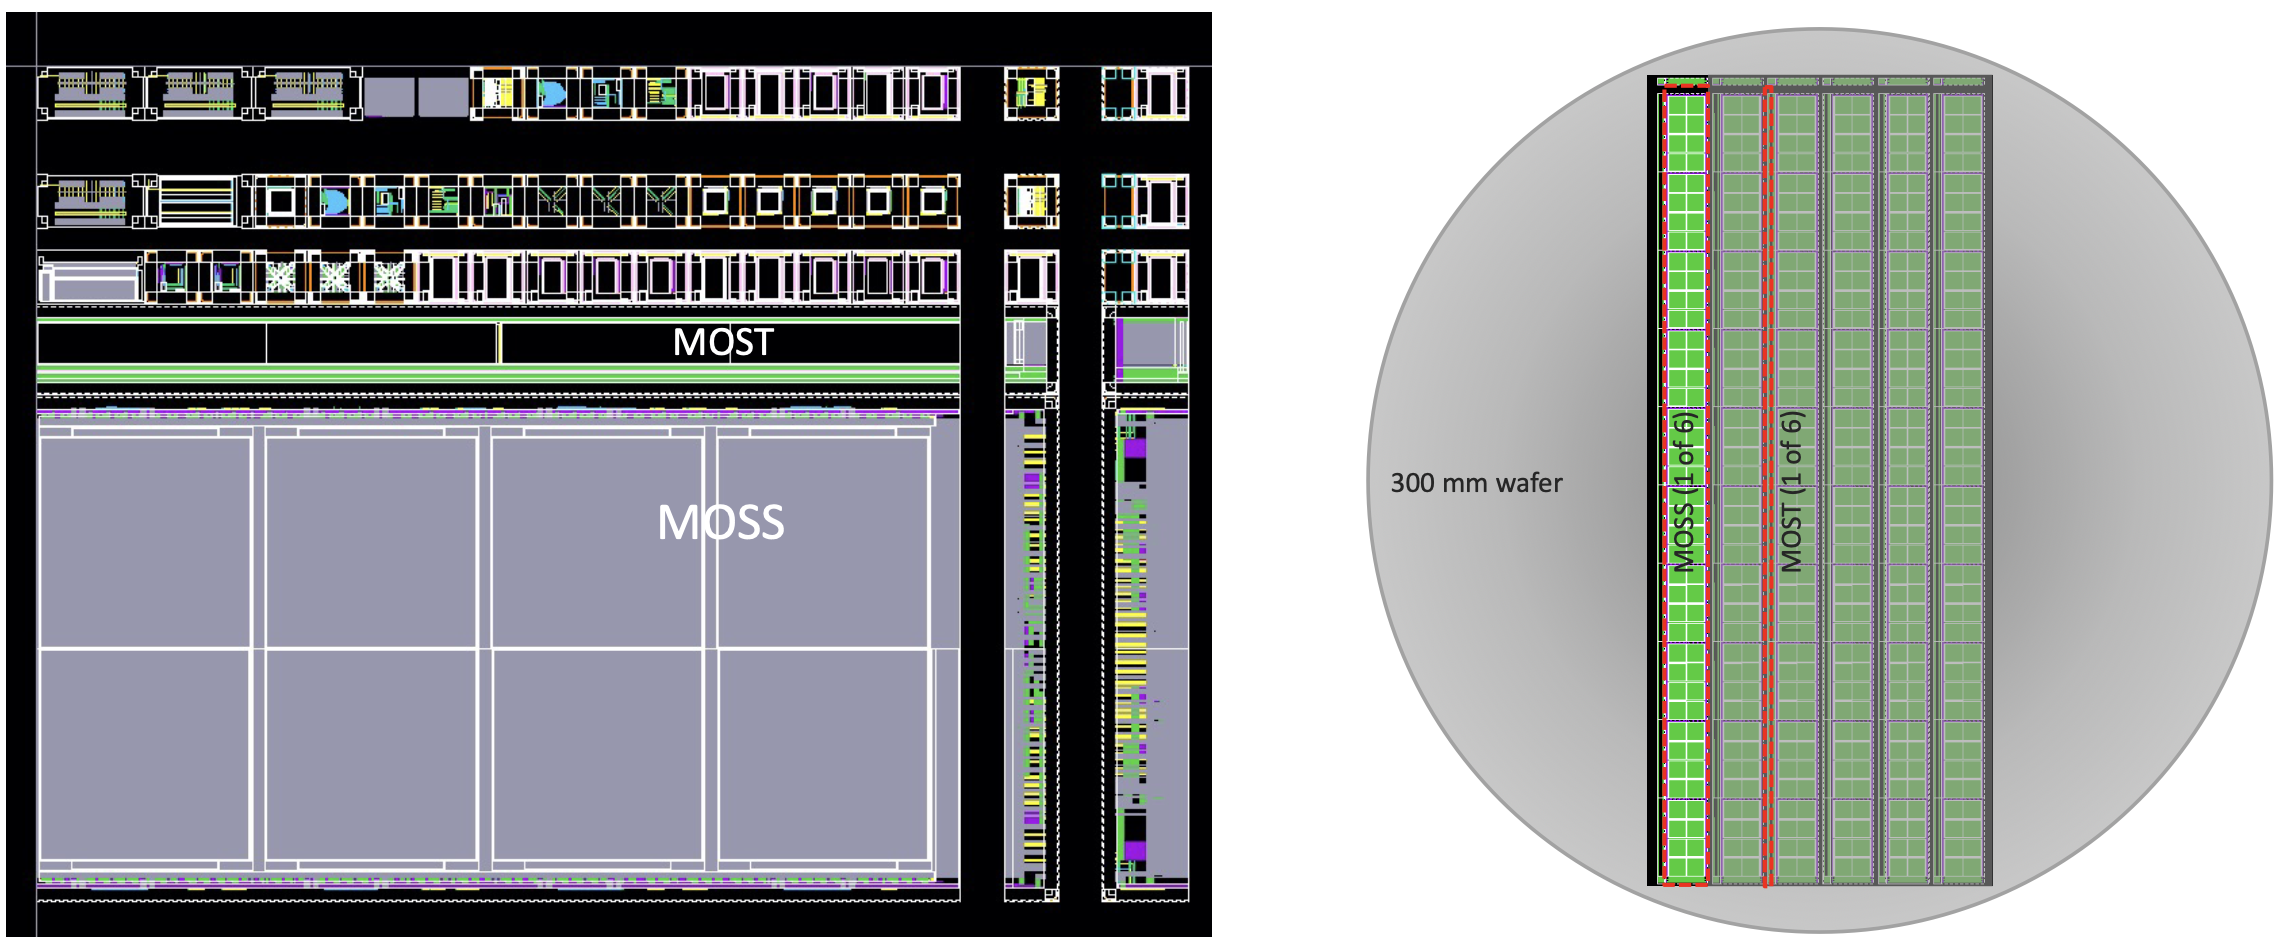 MOST
MOSS
300 mm wafer
MOSS (1 of 6)
MOST (1 of 6)